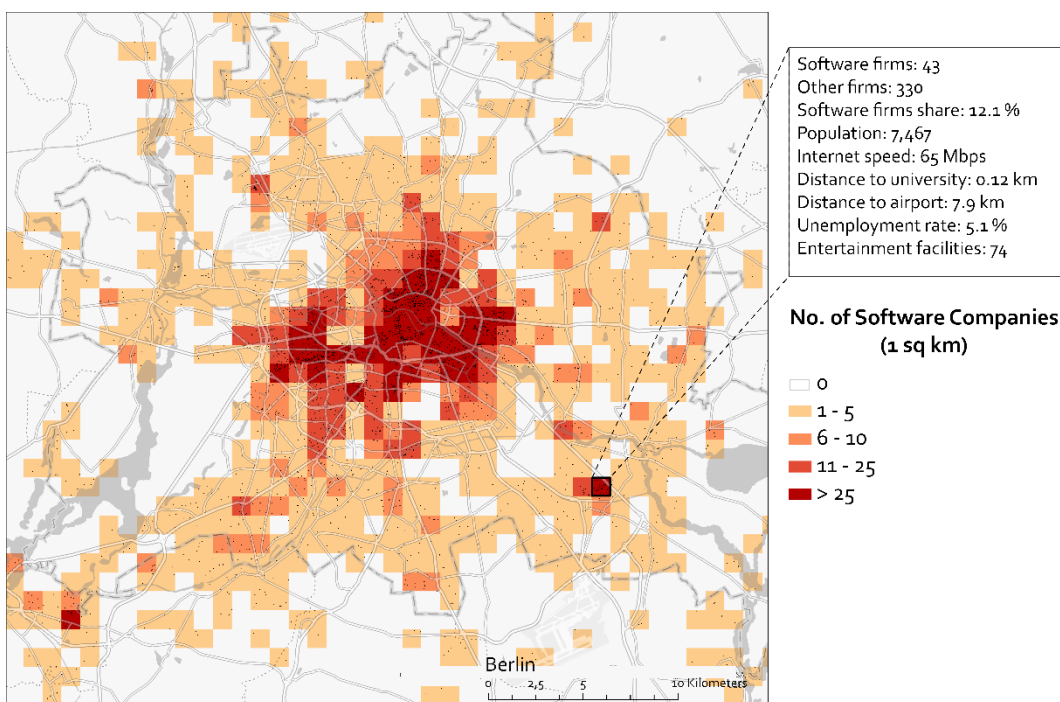 Software firms: 43
Other firms: 330
Software firms share: 12.1 %
Population: 7,467
Internet speed: 65 Mbps
Distance to university: 0.12 km
Distance to airport: 7.9 km
Unemployment rate: 5.1 %
Entertainment facilities: 74
No. of Software Companies
(1 sq km)
0
1 - 5
6 - 10
11 - 25
> 25
Berlin
0 2,5 5 10 Kilometers